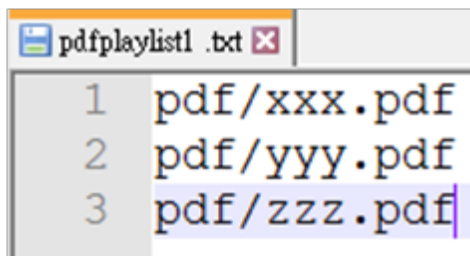 pdfplaylist1 .txt
1 pdf/xxx.pdf
2 pdf/yyy.pdf
3 pdf/zzz.pdf